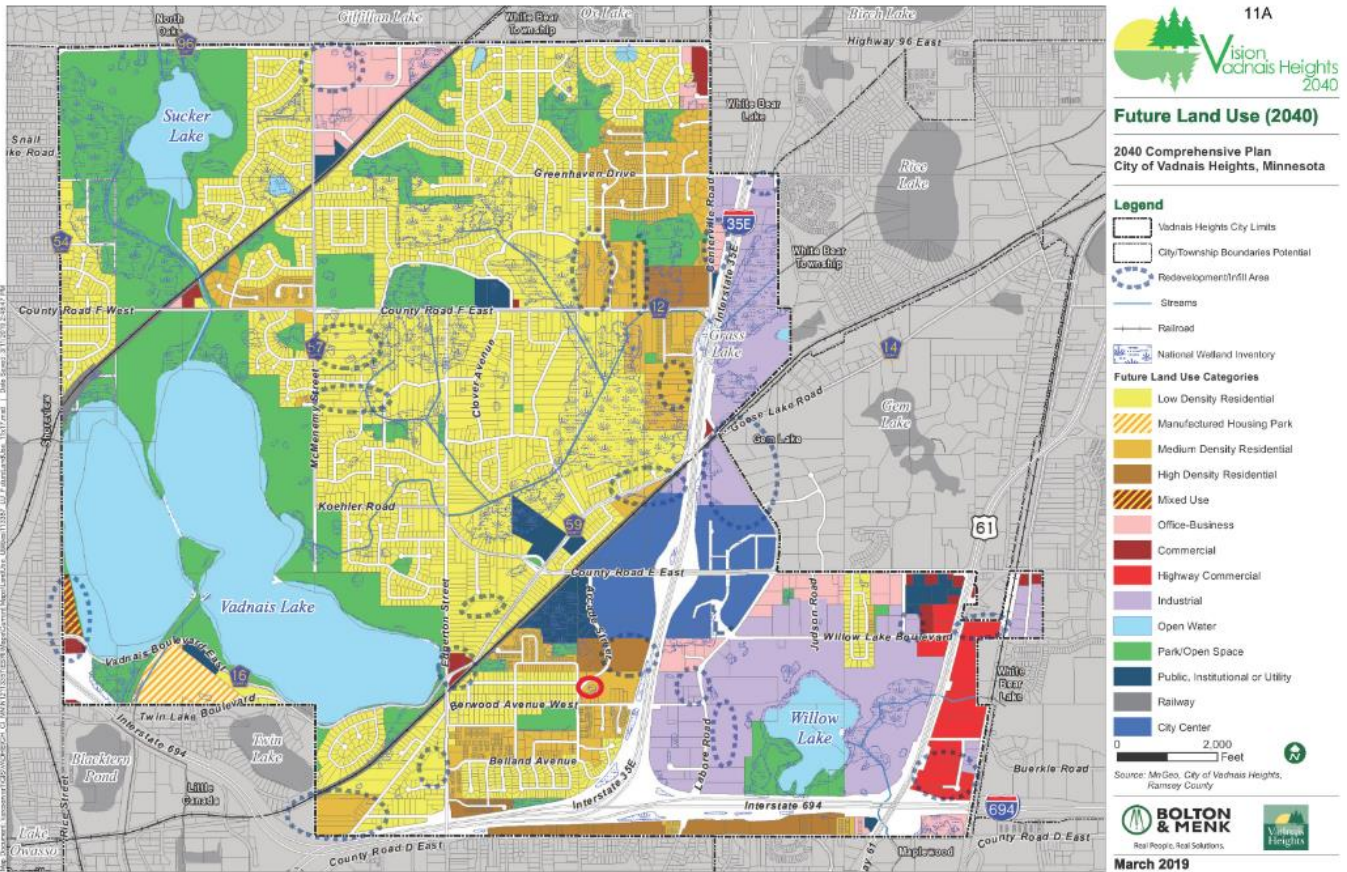 11A
Vision
Vadnais Heights
2040
Future Land Use (2040)
2040 Comprehensive Plan
City of Vadnais Heights, Minnesota
Legend
Vadnais Heights City Limits
City/Township Boundaries Potential
Redevelopment/Infill Area
Streams
Railroad
National Wetland Inventory
Future Land Use Categories
Low Density Residential
Manufactured Housing Park
Medium Density Residential
High Density Residential
Mixed Use
Office-Business
Commercial
Highway Commercial
Industrial
Open Water
Park/Open Space
Public, Institutional or Utility
Railway
City Center
0 2,000
Feet
N
Source: MnGeo, City of Vadnais Heights,
Ramsey County
BOLTON
& MENK
Real People. Real Solutions.
Vadnais
Heights
March 2019
North
Oaks
96
Gilfillan Lake
White Bear
Township
Ox Lake
Birch Lake
Highway 96 East
Sucker
Lake
White Bear
Lake
Snail
ke Road
Rice
Lake
Greenhaven Drive
Centerville Road
35E
Interstate 35E
54
White Bear
Township
County Road F West
County Road F East
12
57
Grass
Lake
14
Clover Avenue
McMenemy Street
Goose Lake Road
Gem
Lake
Gem Lake
Shoreview
Koehler Road
59
61
County Road E East
Vadnais Lake
Edgerton Street
Arcade Street
Judson Road
Willow Lake Boulevard
Vadnais Boulevard East
16
White
Bear
Lake
Twin Lake Boulevard
Berwood Avenue West
Willow
Lake
Interstate 694
Blackfern
Pond
Twin
Lake
Belland Avenue
Labore Road
Buerkle Road
Little
Canada
Interstate 35E
Interstate 694
694
Rice Street
Lake
Owasso
County Road D East
Maplewood
ay 61
County Road D East